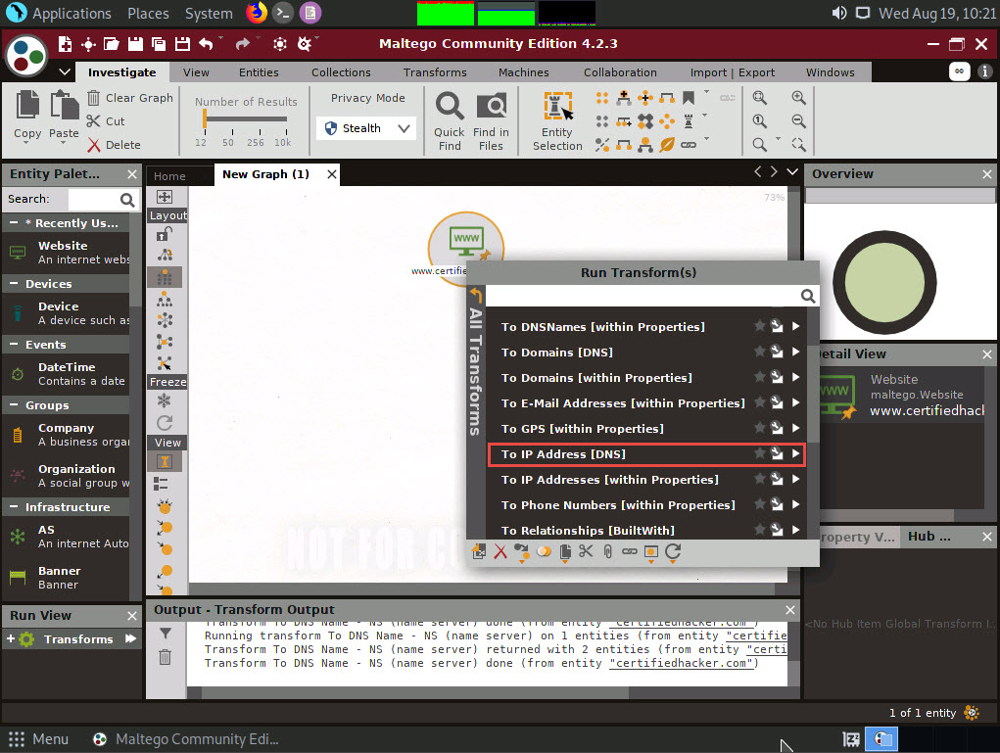 Applications Places System Wed Aug 19, 10:21
Maltego Community Edition 4.2.3
Investigate View Entities Collections Transforms Machines Collaboration Import | Export Windows
Copy
Paste
Clear Graph
Cut
Delete
Number of Results
12 50 256 10k
Privacy Mode
Stealth
Quick Find
Find in Files
Entity Selection
Entity Palet...
Search:
* Recently Us...
Website
An internet webs
Devices
Device
A device such as
Events
DateTime
Contains a date
Groups
Company
A business organ
Organization
A social group w
Infrastructure
AS
An internet Auto
Banner
Banner
Run View
Transforms
Home
New Graph (1)
73%
Layout
Freeze
View
www
www.certifie
Run Transform(s)
All Transforms
To DNSNames [within Properties]
To Domains [DNS]
To Domains [within Properties]
To E-Mail Addresses [within Properties]
To GPS [within Properties]
To IP Address [DNS]
To IP Addresses [within Properties]
To Phone Numbers [within Properties]
To Relationships [BuiltWith]
NOT FOR CO
Overview
Detail View
WWW
Website
maltego.Website
www.certifiedhack
roperty V...
Hub ...
<No Hub Item Global Transform I..
Output - Transform Output
Transform To DNS Name - NS (name server) done (from entity "certifiedhacker.com")
Running transform To DNS Name - NS (name server) on 1 entities (from entity "certifie
Transform To DNS Name - NS (name server) returned with 2 entities (from entity "certi
Transform To DNS Name - NS (name server) done (from entity "certifiedhacker.com")
1 of 1 entity
Menu
Maltego Community Edi...